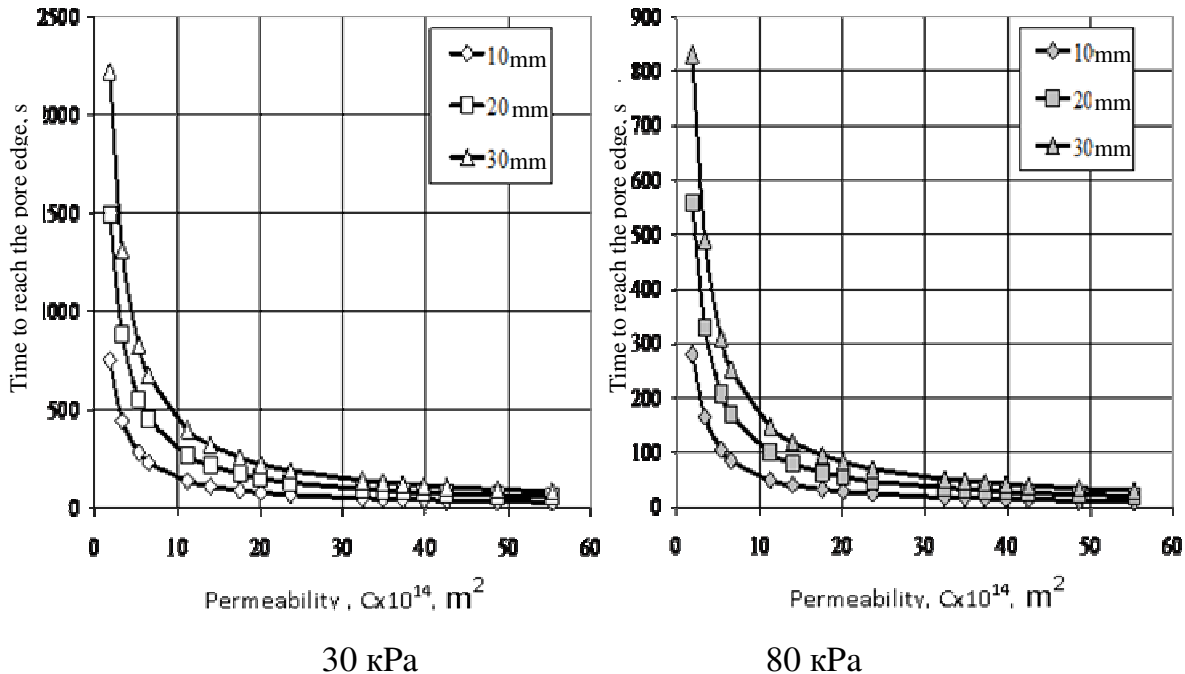 2500
2000
1500
1000
500
0
0 10 20 30 40 50 60
Time to reach the pore edge, s
10mm
20mm
30mm
Permeability, Cx10¹⁴, m²
30 кРа
900
800
700
600
500
400
300
200
100
0
0 10 20 30 40 50 60
Time to reach the pore edge, s
10mm
20mm
30mm
Permeability, Cx10¹⁴, m²
80 кРа